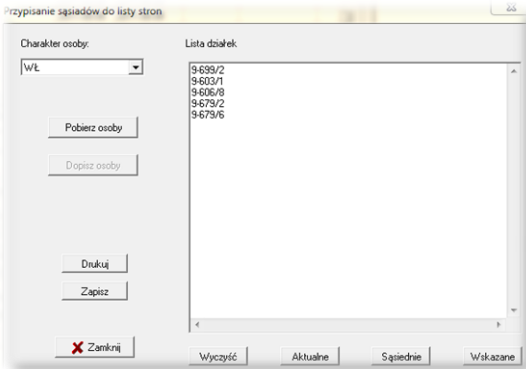 Przypisanie sąsiadów do listy stron
Charakter osoby:
WŁ
Pobierz osoby
Dopisz osoby
Drukuj
Zapisz
Zamknij
Lista działek
9-699/2
9-603/1
9-606/8
9-679/2
9-679/6
Wyczyść
Aktualne
Sąsiednie
Wskazane